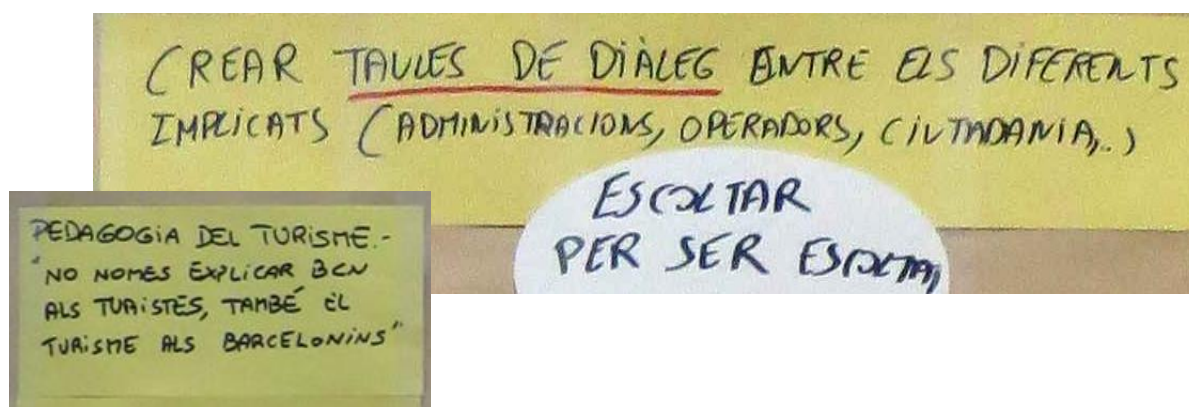 CREAR TAULES DE DIÀLEG ENTRE ELS DIFERENTS
IMPLICATS (ADMINISTRACIONS, OPERADORS, CIUTADANIA,..)
ESCOLTAR
PER SER ESCOLTAT
PEDAGOGIA DEL TURISME.-
"NO NOMES EXPLICAR BCN
ALS TURISTES, TAMBÉ EL
TURISME ALS BARCELONINS"